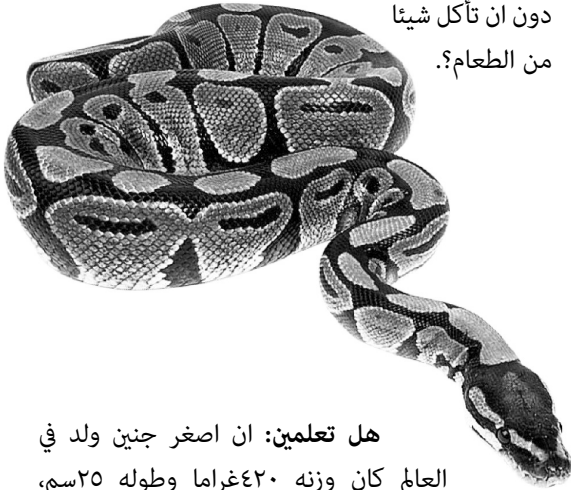 دون ان تأكل شيئا
من الطعام؟.
هل تعلمين: ان اصغر جنين ولد في
العالم كان وزنه ٤٢٠غراما وطوله ٢٥سم،